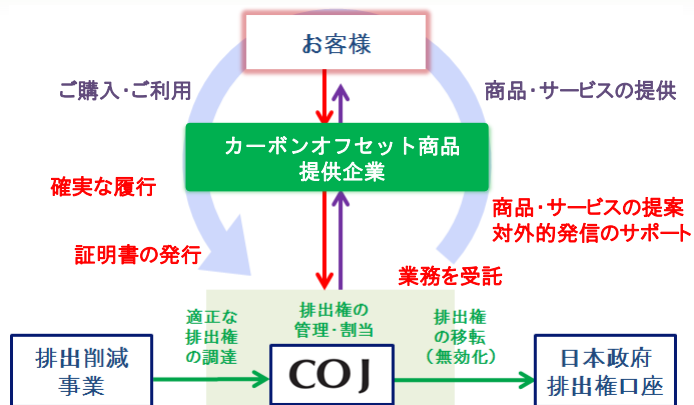 お客様
ご購入・ご利用
商品・サービスの提供
カーボンオフセット商品
提供企業
確実な履行
商品・サービスの提案
対外的発信のサポート
証明書の発行
業務を受託
適正な
排出権
の調達
排出権の
管理・割当
排出権
の移転
（無効化）
排出削減
事業
COJ
日本政府
排出権口座